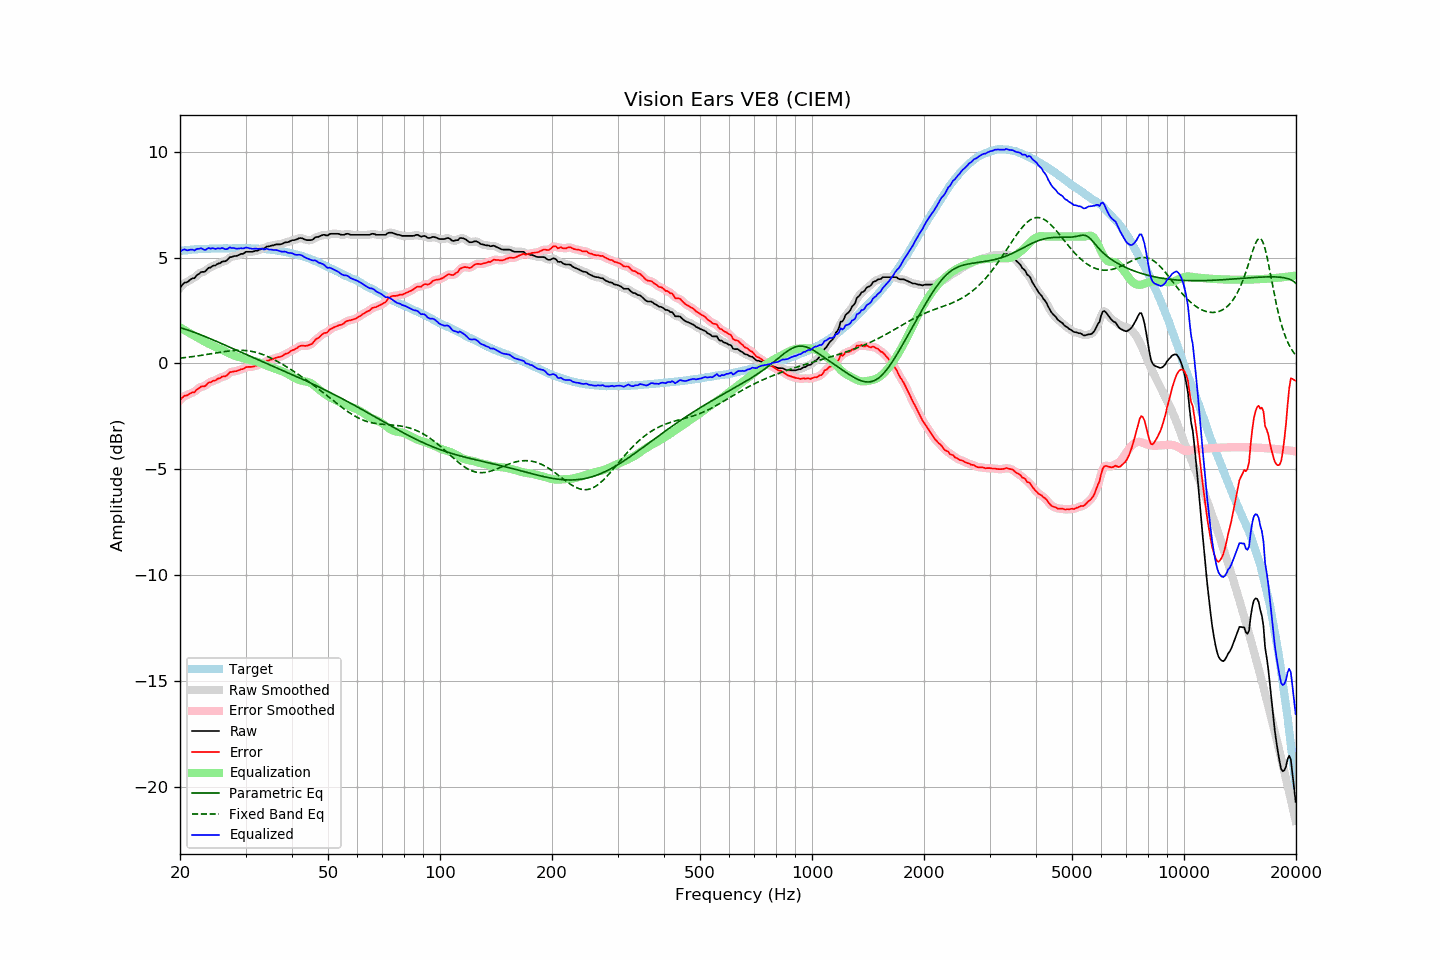 Vision Ears VE8 (CIEM)
10
5
0
−5
−10
−15
−20
Amplitude (dBr)
Target
Raw Smoothed
Error Smoothed
Raw
Error
Equalization
Parametric Eq
Fixed Band Eq
Equalized
20 50 100 200 500 1000 2000 5000 10000 20000
Frequency (Hz)